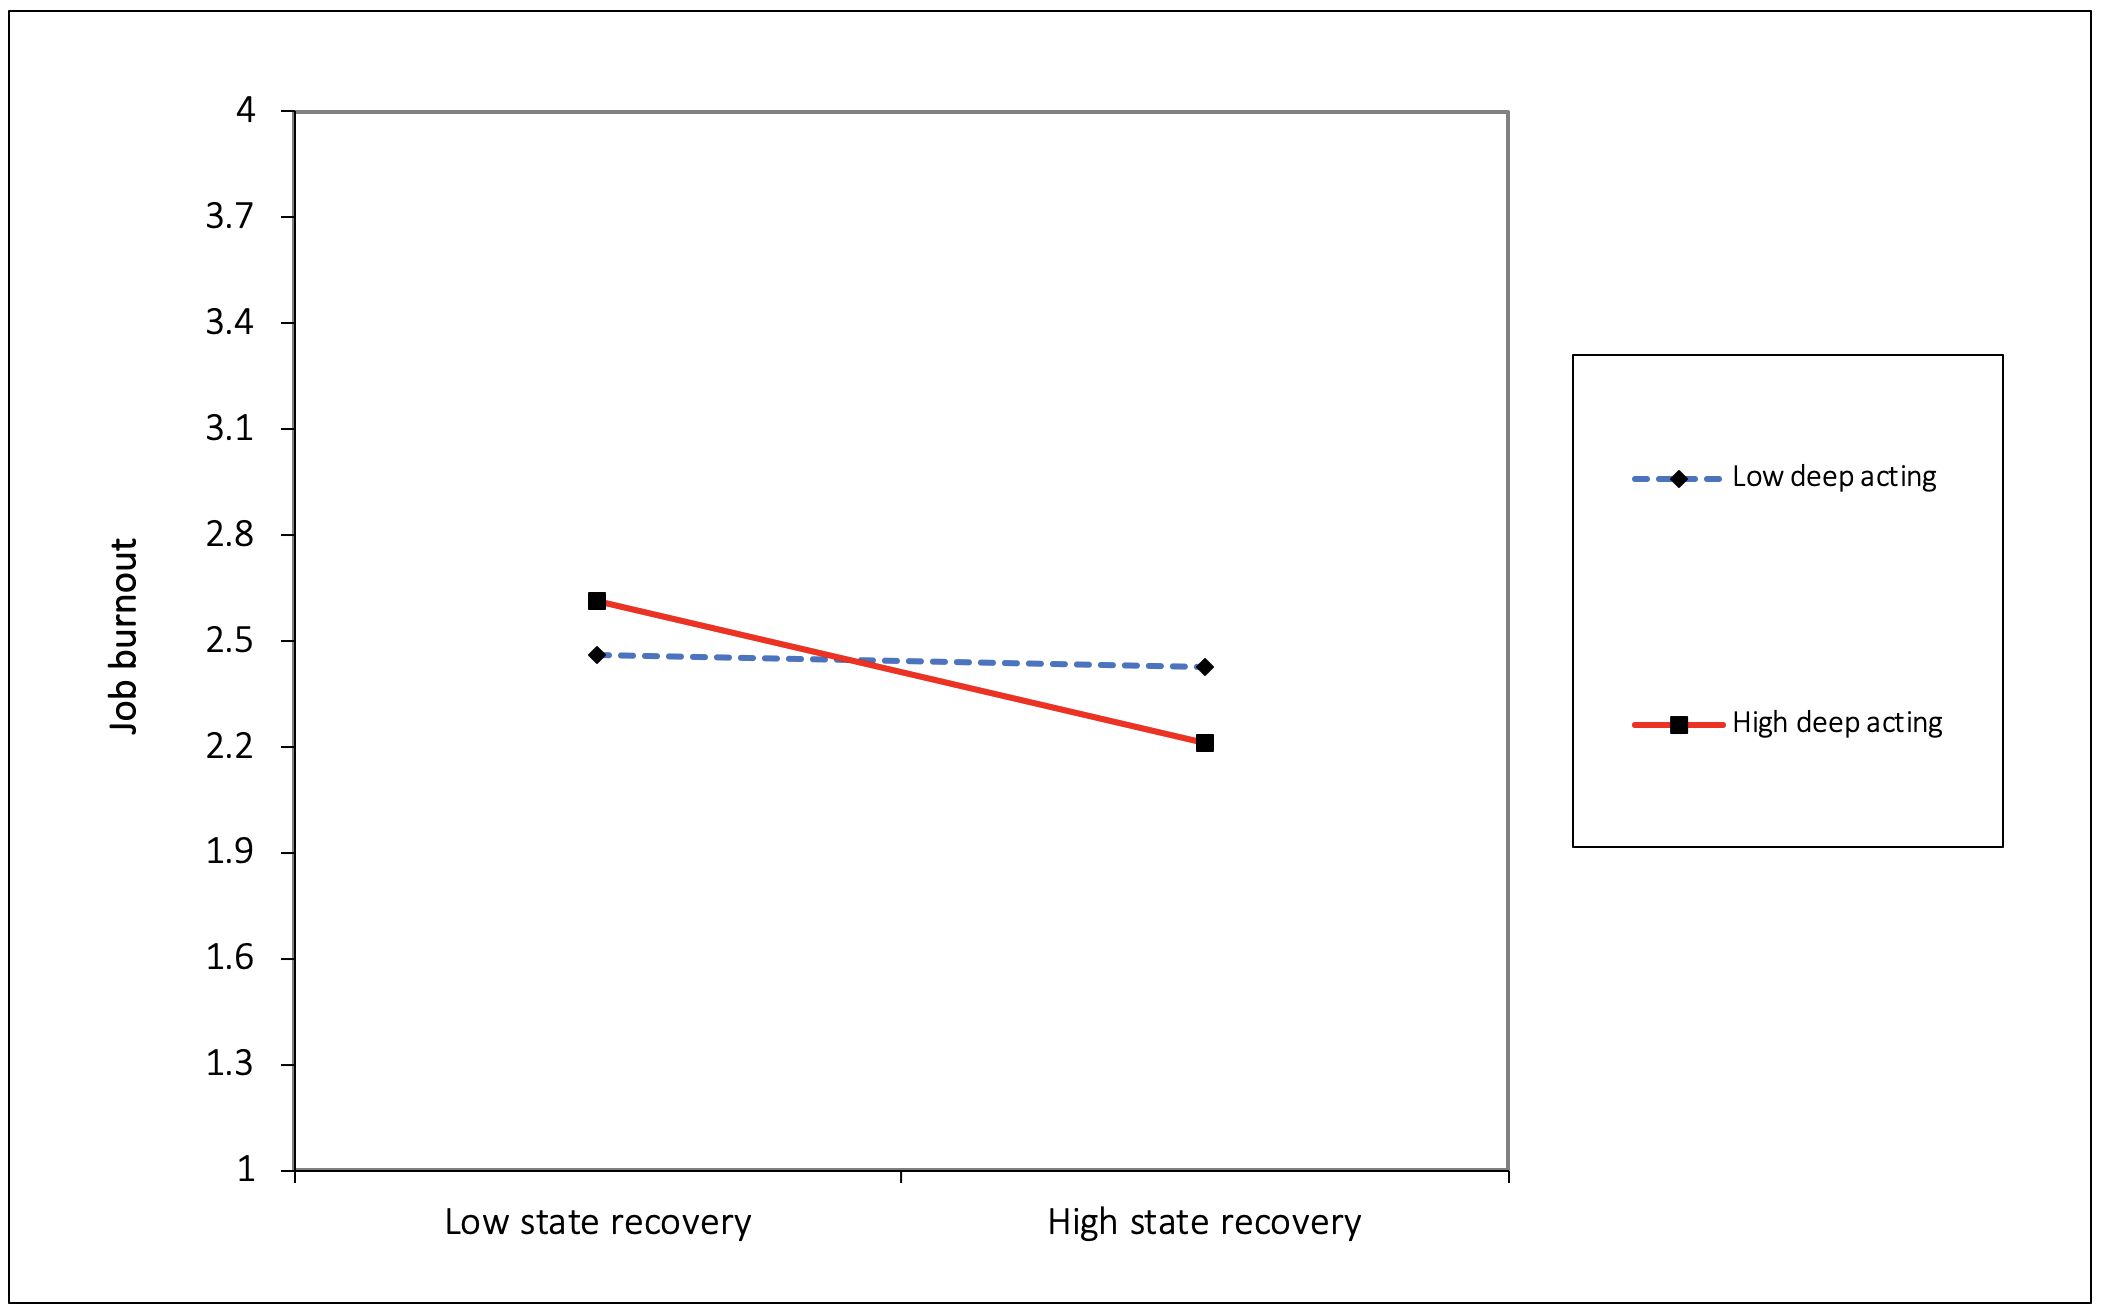 4
3.7
3.4
3.1
2.8
2.5
2.2
1.9
1.6
1.3
1
Job burnout
Low state recovery
High state recovery
Low deep acting
High deep acting